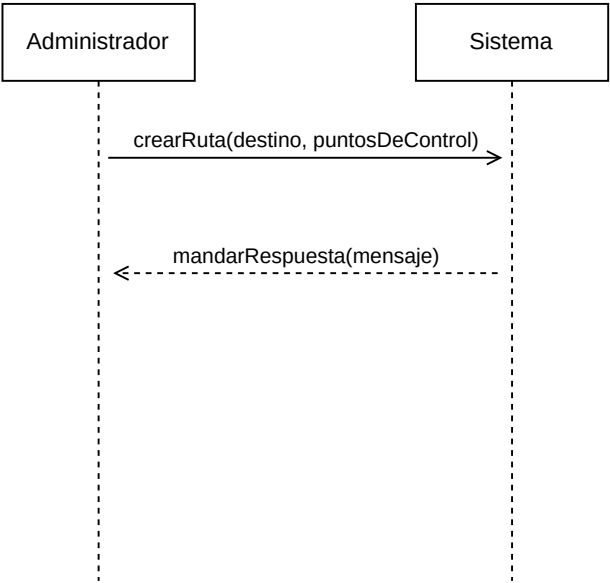 Administrador
Sistema
crearRuta(destino, puntosDeControl)
mandarRespuesta(mensaje)